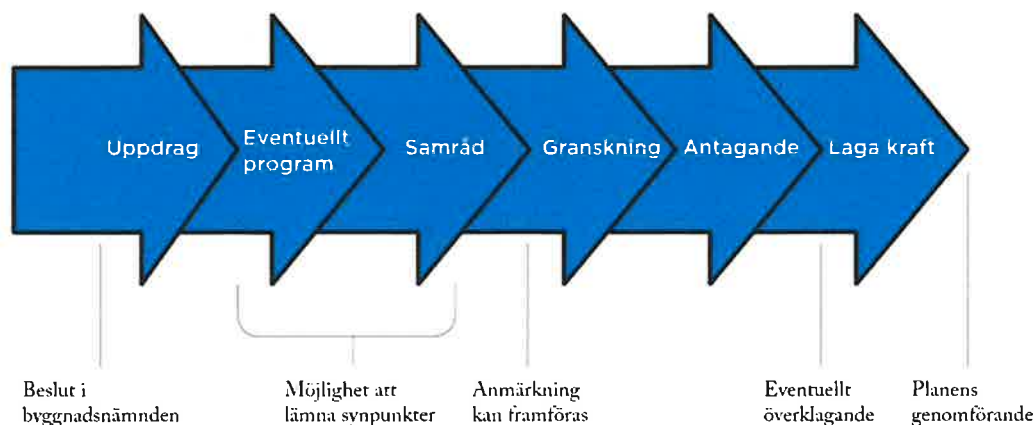 Uppdrag
Eventuellt
program
Samråd
Granskning
Antagande
Laga kraft
Beslut i
byggnadsnämnden
Möjlighet att
lämna synpunkter
Anmärkning
kan framföras
Eventuellt
överklagande
Planens
genomförande